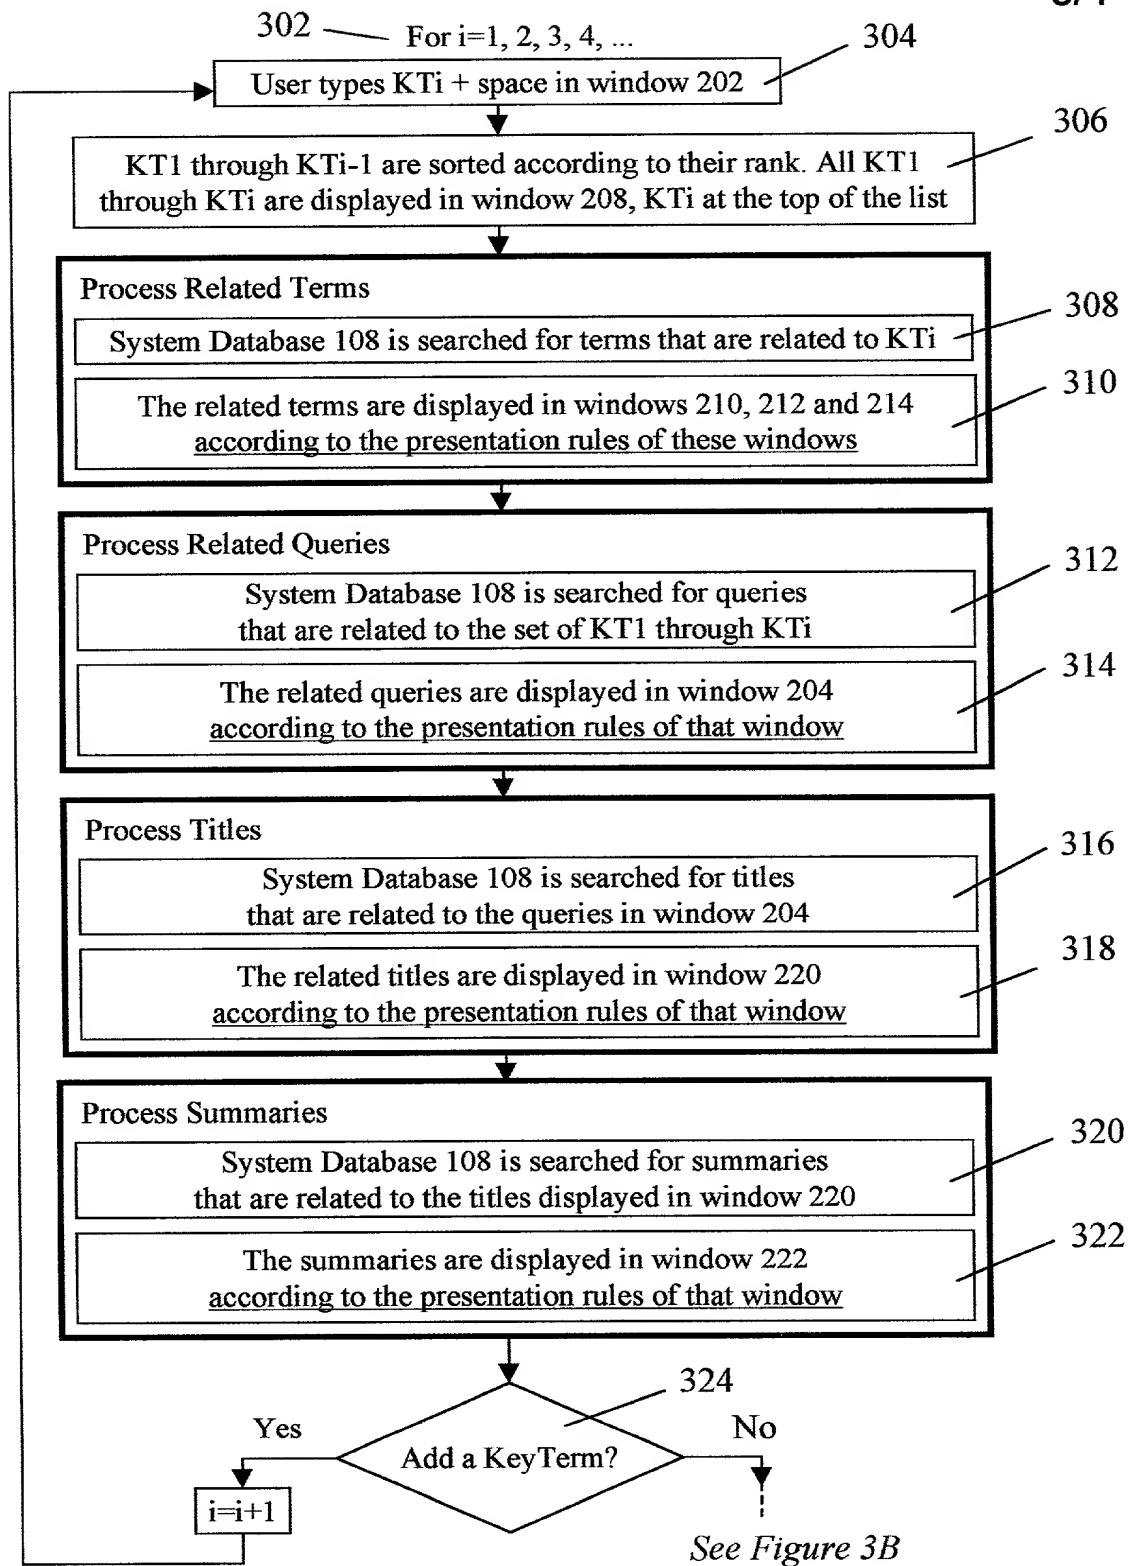 302
For i=1, 2, 3, 4, ...
304
User types KTi + space in window 202
306
KT1 through KTi-1 are sorted according to their rank. All KT1
through KTi are displayed in window 208, KTi at the top of the list
Process Related Terms
308
System Database 108 is searched for terms that are related to KTi
310
The related terms are displayed in windows 210, 212 and 214
according to the presentation rules of these windows
Process Related Queries
312
System Database 108 is searched for queries
that are related to the set of KT1 through KTi
314
The related queries are displayed in window 204
according to the presentation rules of that window
Process Titles
316
System Database 108 is searched for titles
that are related to the queries in window 204
318
The related titles are displayed in window 220
according to the presentation rules of that window
Process Summaries
320
System Database 108 is searched for summaries
that are related to the titles displayed in window 220
322
The summaries are displayed in window 222
according to the presentation rules of that window
324
Yes
No
Add a KeyTerm?
i=i+1
See Figure 3B